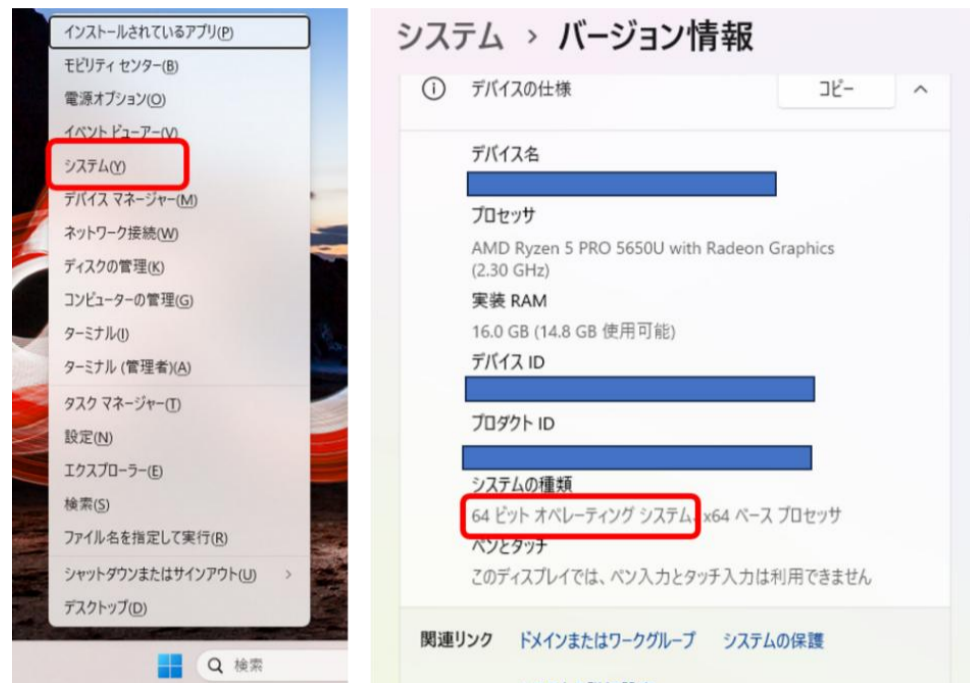 インストールされているアプリ(P)
モビリティ センター(B)
電源オプション(O)
イベント ビューアー(V)
システム(Y)
デバイス マネージャー(M)
ネットワーク接続(W)
ディスクの管理(K)
コンピューターの管理(G)
ターミナル(I)
ターミナル (管理者)(A)
タスク マネージャー(T)
設定(N)
エクスプローラー(E)
検索(S)
ファイル名を指定して実行(R)
シャットダウンまたはサインアウト(U) >
デスクトップ(D)
検索
システム > バージョン情報
デバイスの仕様 コピー
デバイス名
プロセッサ
AMD Ryzen 5 PRO 5650U with Radeon Graphics
(2.30 GHz)
実装 RAM
16.0 GB (14.8 GB 使用可能)
デバイス ID
プロダクト ID
システムの種類
64 ビット オペレーティング システム、x64 ベース プロセッサ
ペンとタッチ
このディスプレイでは、ペン入力とタッチ入力は利用できません
関連リンク ドメインまたはワークグループ システムの保護